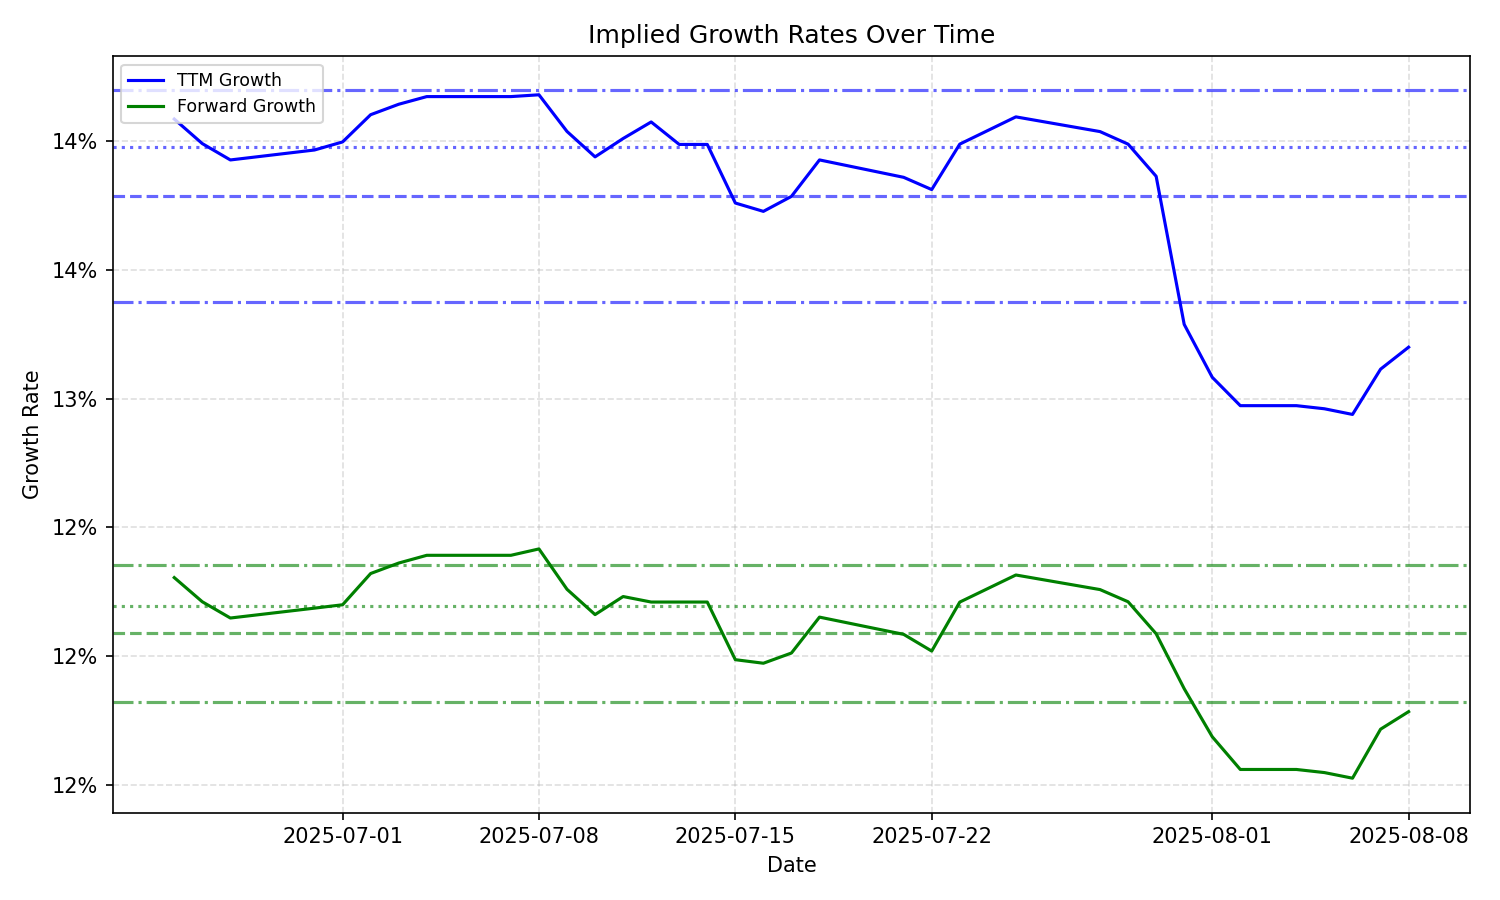 Implied Growth Rates Over Time
TTM Growth
Forward Growth
14%
14%
13%
12%
12%
12%
Growth Rate
2025-07-01
2025-07-08
2025-07-15
2025-07-22
2025-08-01
2025-08-08
Date